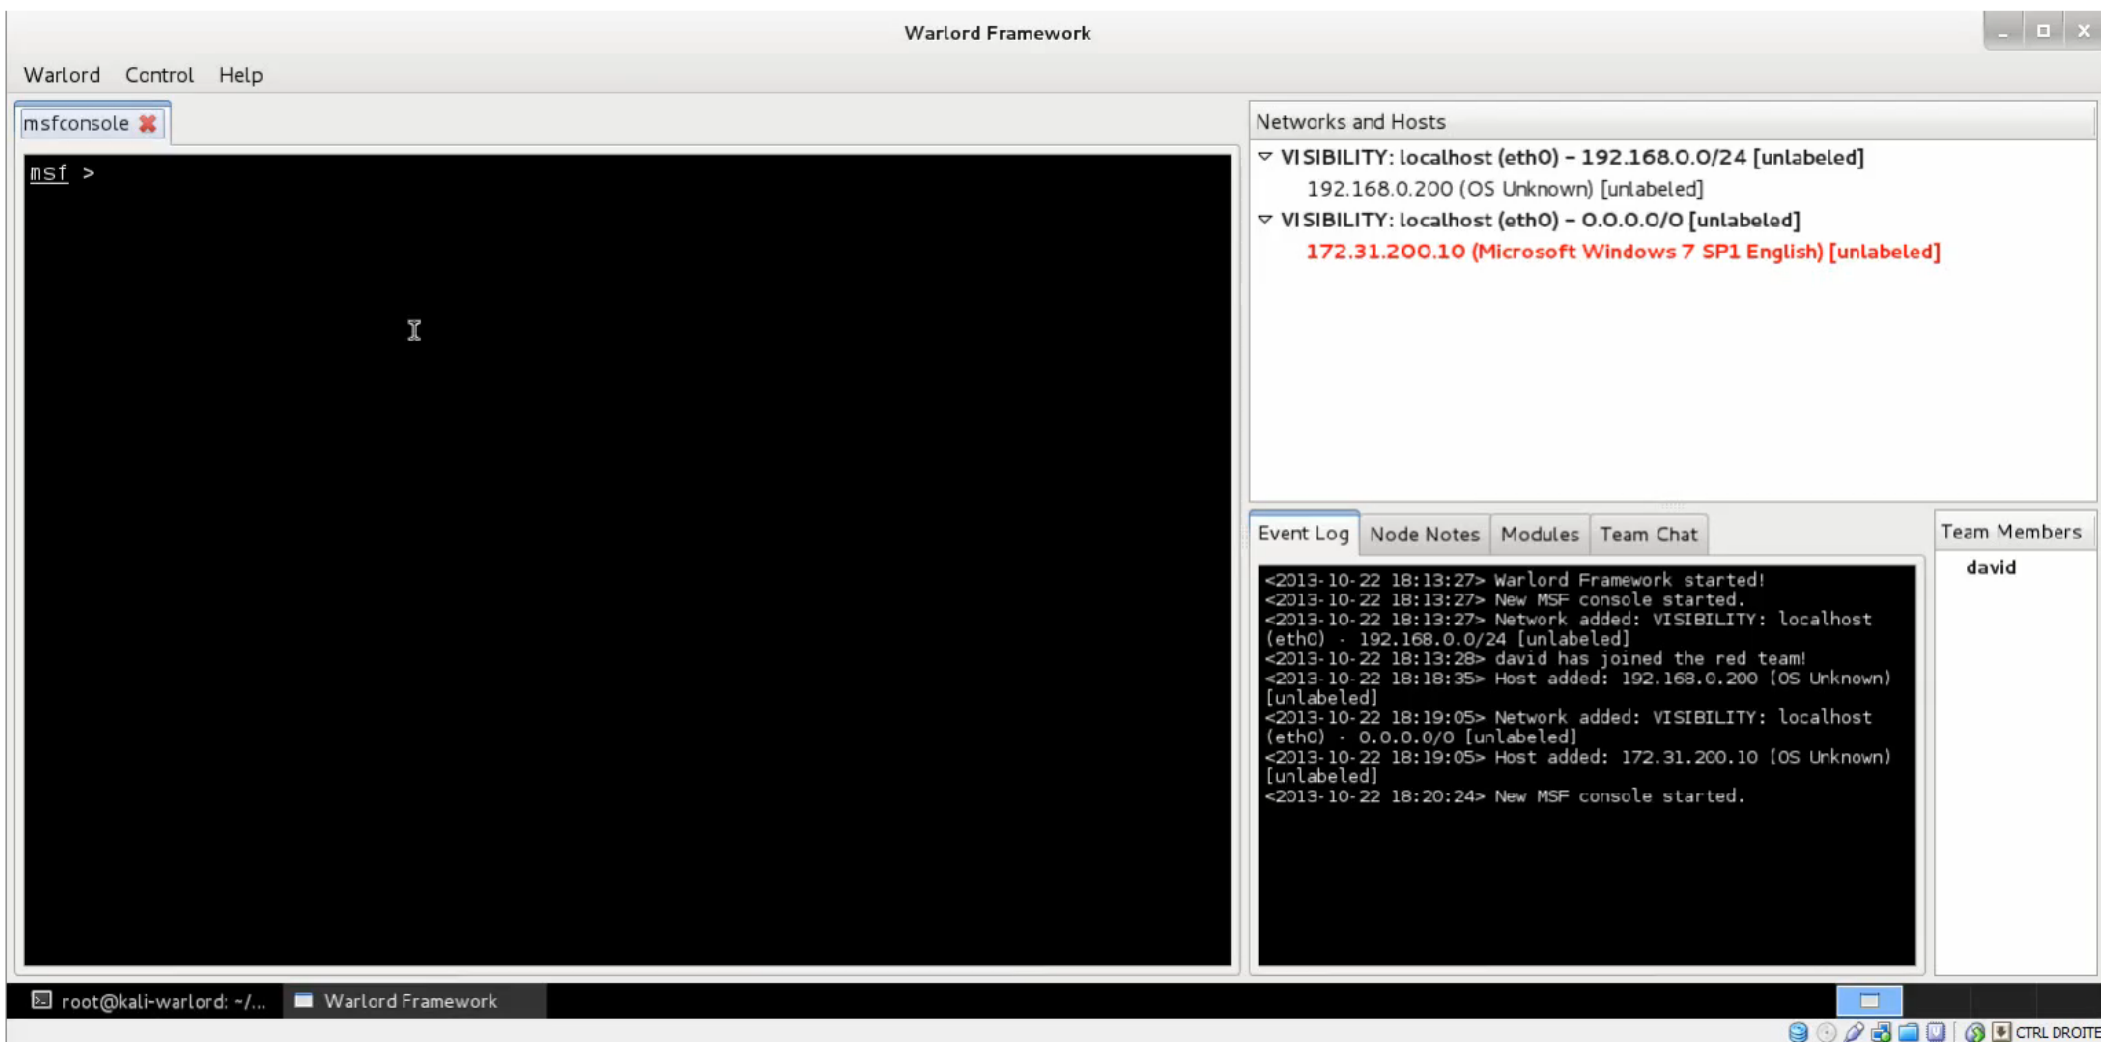 Warlord Framework
Warlord Control Help
msfconsole
msf >
Networks and Hosts
VISIBILITY: localhost (eth0) - 192.168.0.0/24 [unlabeled]
192.168.0.200 (OS Unknown) [unlabeled]
VISIBILITY: localhost (eth0) - 0.0.0.0/0 [unlabeled]
172.31.200.10 (Microsoft Windows 7 SP1 English) [unlabeled]
Event Log Node Notes Modules Team Chat
<2013-10-22 18:13:27> Warlord Framework started!
<2013-10-22 18:13:27> New MSF console started.
<2013-10-22 18:13:27> Network added: VISIBILITY: localhost
(eth0) - 192.168.0.0/24 [unlabeled]
<2013-10-22 18:13:28> david has joined the red team!
<2013-10-22 18:18:35> Host added: 192.168.0.200 (OS Unknown)
[unlabeled]
<2013-10-22 18:19:05> Network added: VISIBILITY: localhost
(eth0) - 0.0.0.0/0 [unlabeled]
<2013-10-22 18:19:05> Host added: 172.31.200.10 (OS Unknown)
[unlabeled]
<2013-10-22 18:20:24> New MSF console started.
Team Members
david
root@kali-warlord: ~/...
Warlord Framework
CTRL DROITE